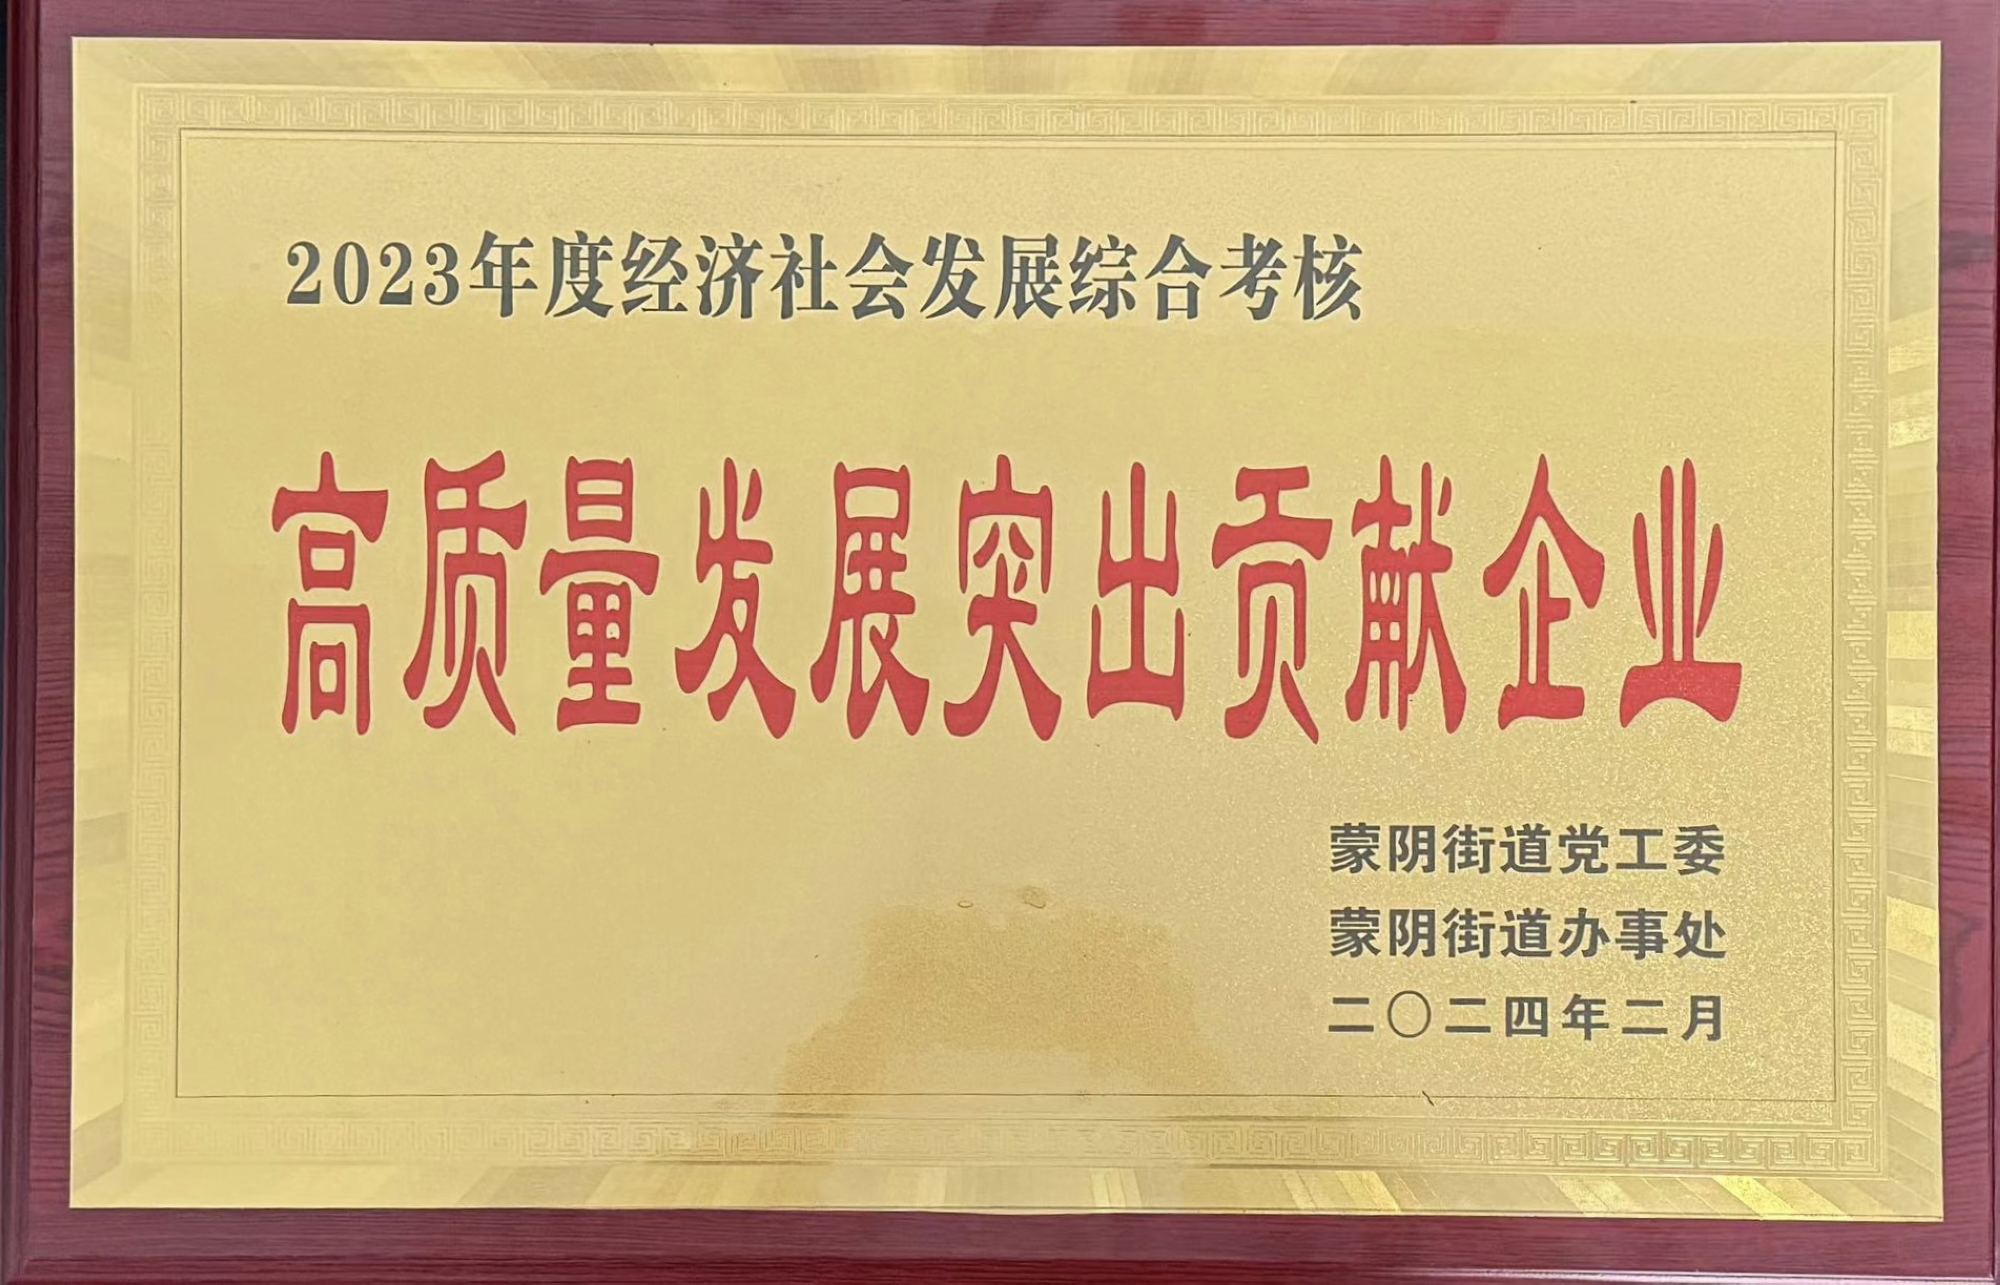 2023年度经济社会发展综合考核
高质量发展突出贡献企业
蒙阴街道党工委
蒙阴街道办事处
二〇二四年二月